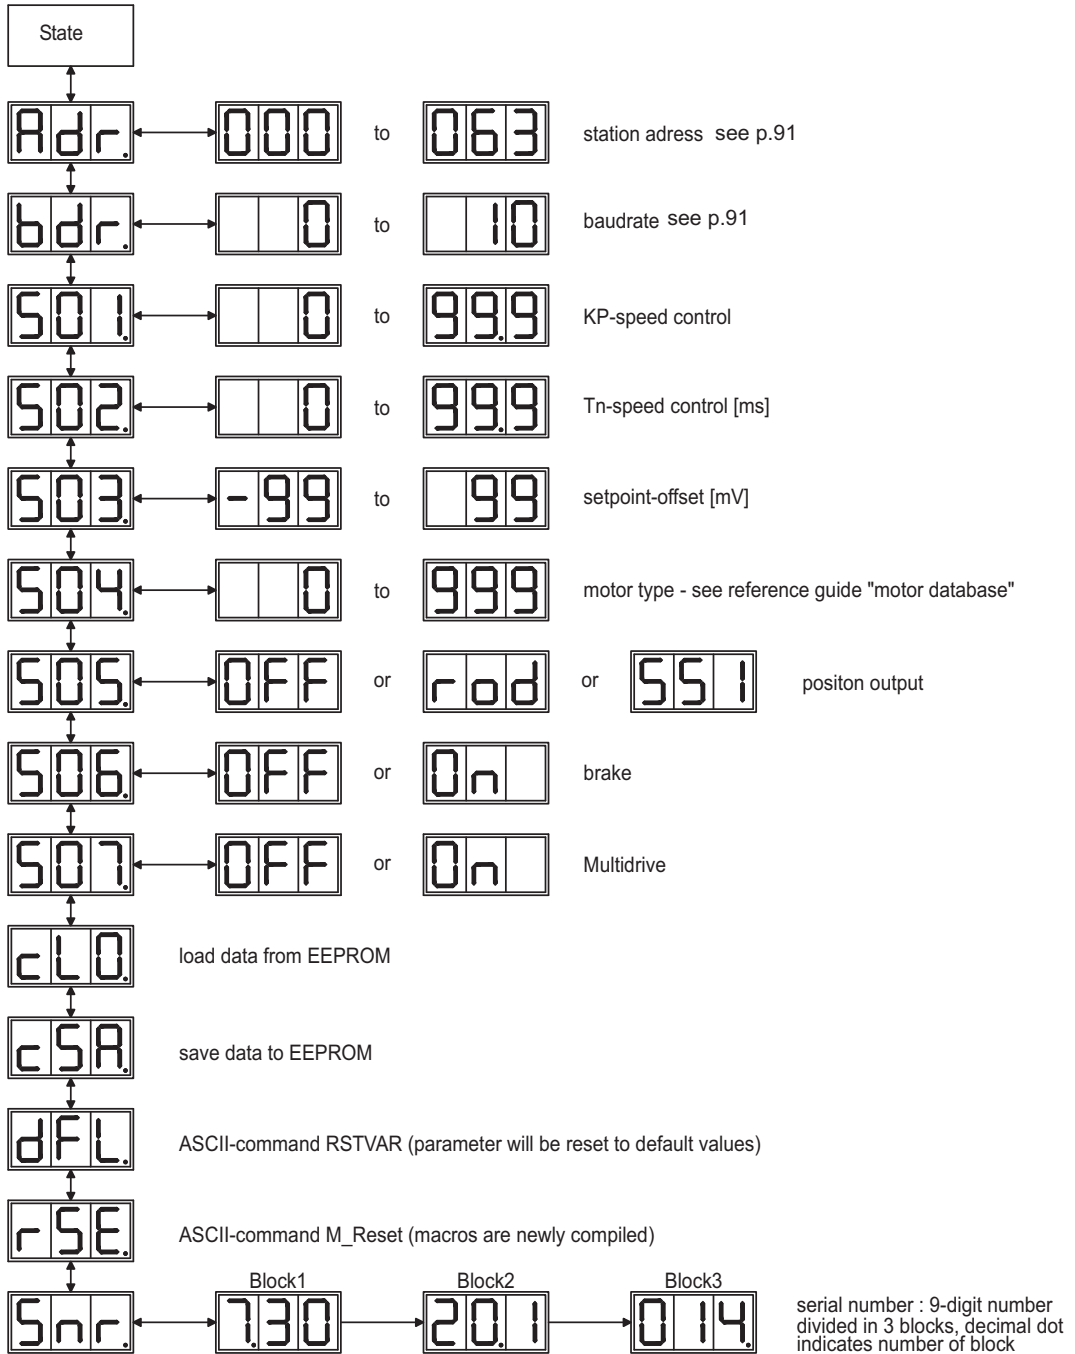 State
Adr. 000 to 063 station adress see p.91
bdr. 0 to 10 baudrate see p.91
S01. 0 to 99.9 KP-speed control
S02. 0 to 99.9 Tn-speed control [ms]
S03. -99 to 99 setpoint-offset [mV]
S04. 0 to 999 motor type - see reference guide "motor database"
S05. OFF or rod or SSI positon output
S06. OFF or On brake
S07. OFF or On Multidrive
cLO. load data from EEPROM
cSA. save data to EEPROM
dFL. ASCII-command RSTVAR (parameter will be reset to default values)
rSE. ASCII-command M_Reset (macros are newly compiled)
Block1 Block2 Block3
Snr. 7.30 20.1 014. serial number : 9-digit number
divided in 3 blocks, decimal dot
indicates number of block